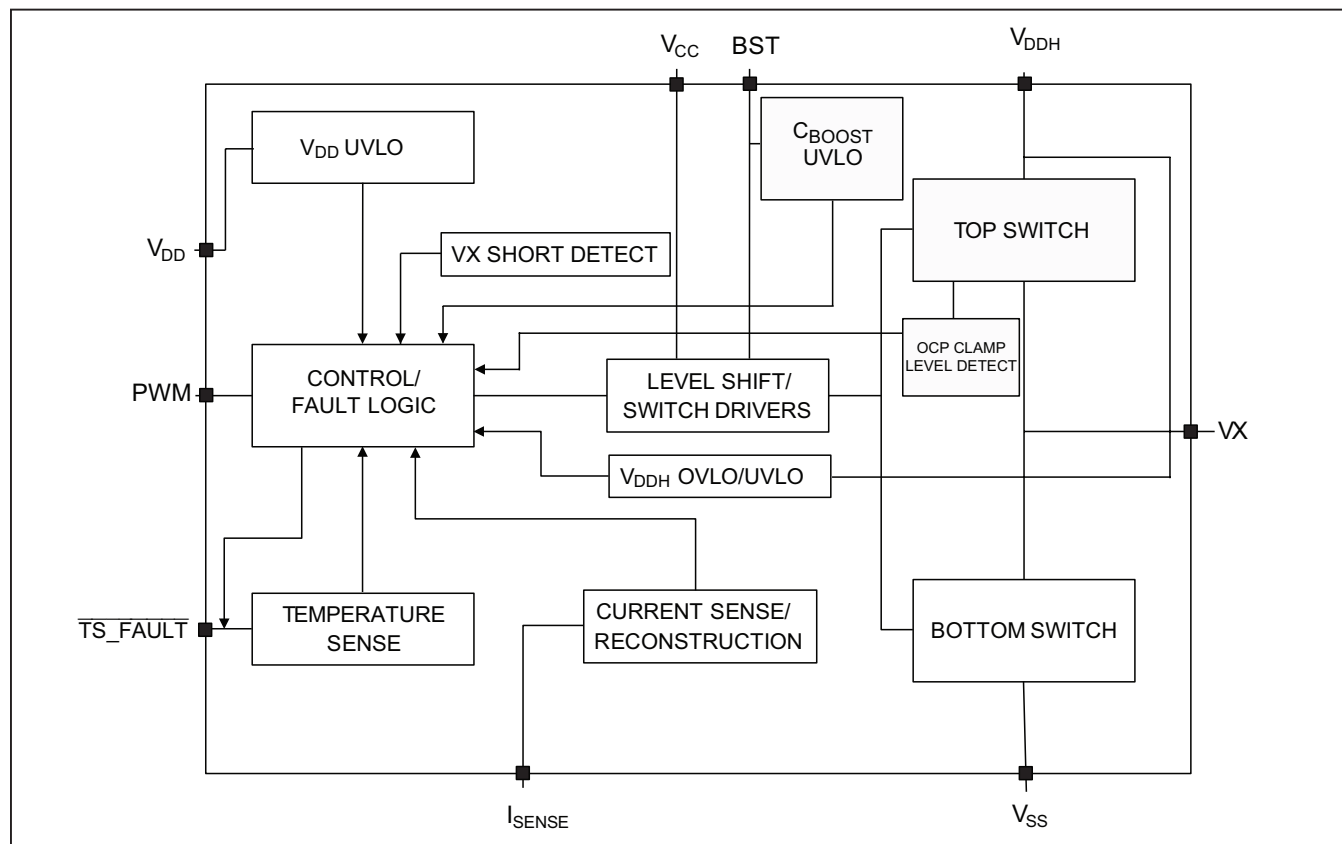 VCC BST VDDH
VDD UVLO
CBOOST
UVLO
TOP SWITCH
VDD
VX SHORT DETECT
OCP CLAMP
LEVEL DETECT
PWM
CONTROL/
FAULT LOGIC
LEVEL SHIFT/
SWITCH DRIVERS
VX
VDDH OVLO/UVLO
TS_FAULT
TEMPERATURE
SENSE
CURRENT SENSE/
RECONSTRUCTION
BOTTOM SWITCH
ISENSE
VSS